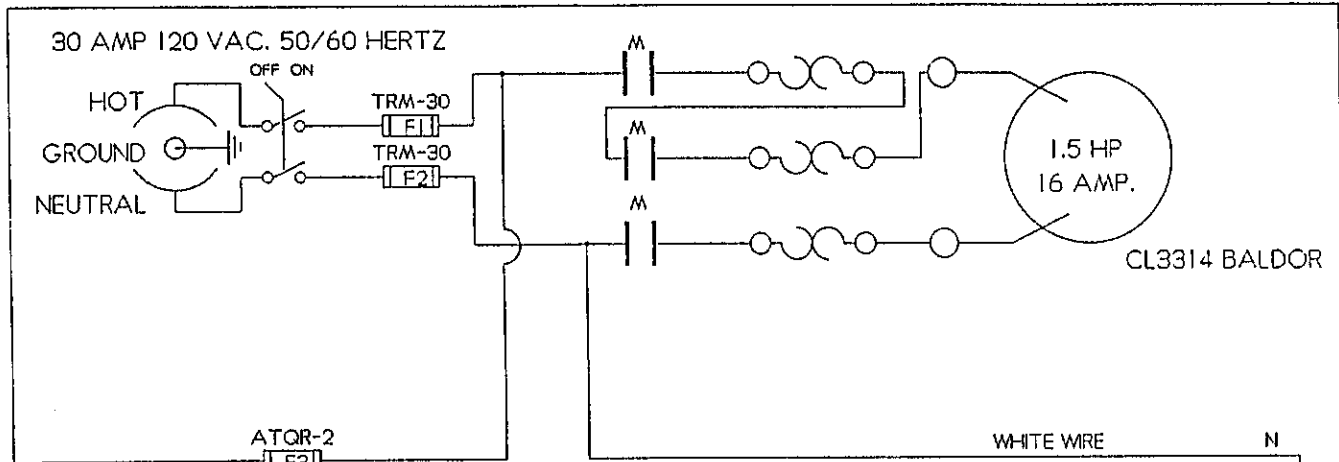 30 AMP 120 VAC. 50/60 HERTZ
OFF ON
HOT
GROUND
NEUTRAL
TRM-30
F1
TRM-30
F2
M
M
M
1.5 HP
16 AMP.
CL3314 BALDOR
ATQR-2
WHITE WIRE
N